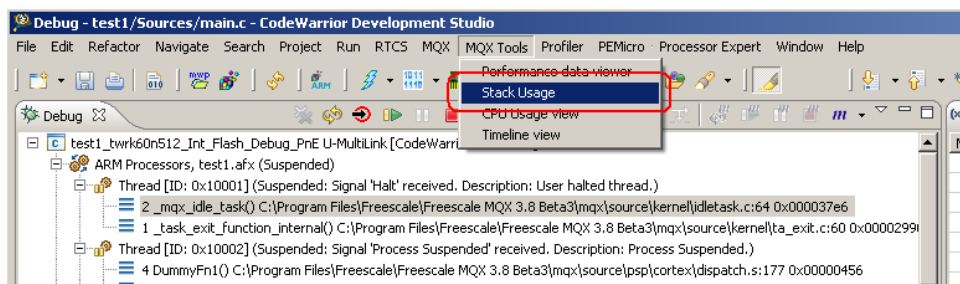 Debug - test1/Sources/main.c - CodeWarrior Development Studio
File Edit Refactor Navigate Search Project Run RTCS MQX MQX Tools Profiler PEMicro Processor Expert Window Help
Performance data viewer
Stack Usage
CPU Usage view
Timeline view
Debug
test1_twrk60n512_Int_Flash_Debug_PnE U-MultiLink [CodeWarri
ARM Processors, test1.afx (Suspended)
Thread [ID: 0x10001] (Suspended: Signal 'Halt' received. Description: User halted thread.)
2 _mqx_idle_task() C:\Program Files\Freescale\Freescale MQX 3.8 Beta3\mqx\source\kernel\idletask.c:64 0x000037e6
1 _task_exit_function_internal() C:\Program Files\Freescale\Freescale MQX 3.8 Beta3\mqx\source\kernel\ta_exit.c:60 0x0000299
Thread [ID: 0x10002] (Suspended: Signal 'Process Suspended' received. Description: Process Suspended.)
4 DummyFn1() C:\Program Files\Freescale\Freescale MQX 3.8 Beta3\mqx\source\psp\cortex\dispatch.s:177 0x00000456